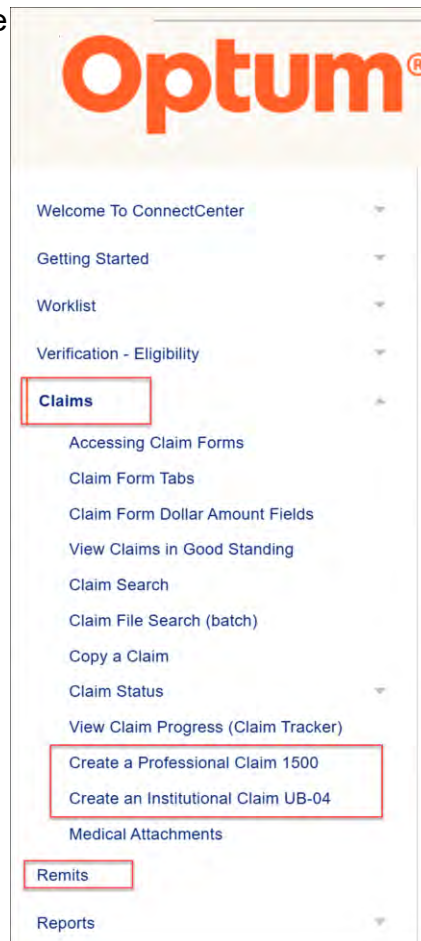 e
Optum®
Welcome To ConnectCenter
Getting Started
Worklist
Verification - Eligibility
Claims
Accessing Claim Forms
Claim Form Tabs
Claim Form Dollar Amount Fields
View Claims in Good Standing
Claim Search
Claim File Search (batch)
Copy a Claim
Claim Status
View Claim Progress (Claim Tracker)
Create a Professional Claim 1500
Create an Institutional Claim UB-04
Medical Attachments
Remits
Reports